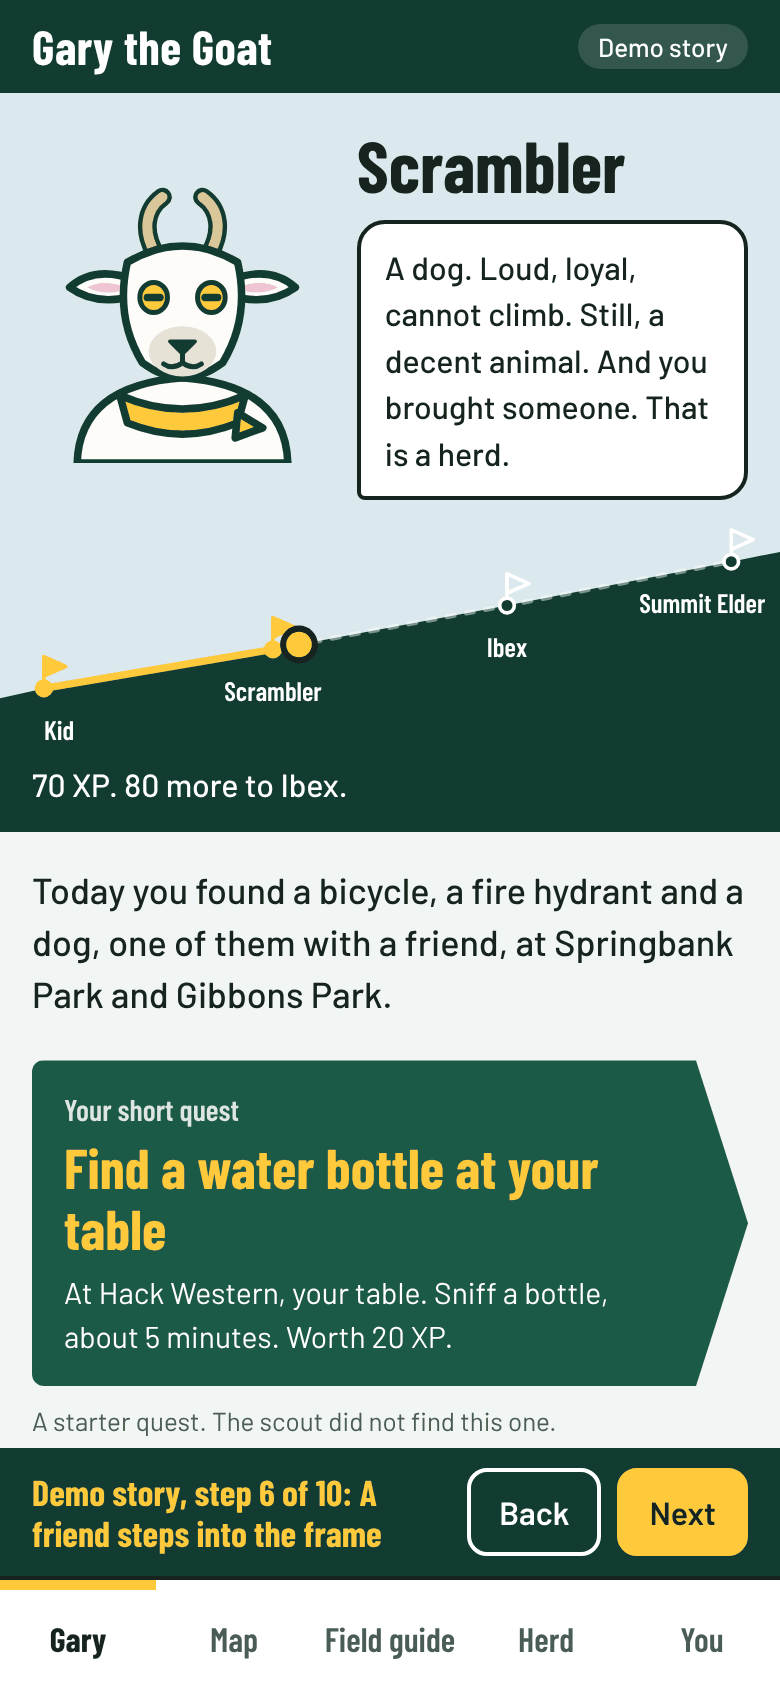 Gary the Goat
Demo story
Scrambler
A dog. Loud, loyal,
cannot climb. Still, a
decent animal. And you
brought someone. That
is a herd.
Summit Elder
Ibex
Scrambler
Kid
70 XP. 80 more to Ibex.
Today you found a bicycle, a fire hydrant and a
dog, one of them with a friend, at Springbank
Park and Gibbons Park.
Your short quest
Find a water bottle at your
table
At Hack Western, your table. Sniff a bottle,
about 5 minutes. Worth 20 XP.
A starter quest. The scout did not find this one.
Demo story, step 6 of 10: A
friend steps into the frame
Back
Next
Gary
Map
Field guide
Herd
You